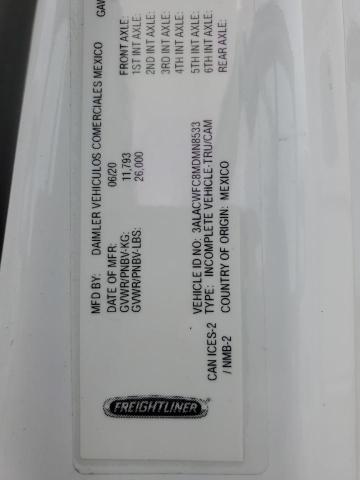 MFD BY: DAIMLER VEHICULOS COMERCIALES MEXICO
DATE OF MFR: 06/20
GVWR/PNBV-KG: 11,793
GVWR/PNBV-LBS: 26,000
GAW
FRONT AXLE:
1ST INT AXLE:
2ND INT AXLE:
3RD INT AXLE:
4TH INT AXLE:
5TH INT AXLE:
6TH INT AXLE:
REAR AXLE:
VEHICLE ID NO: 3ALACWFC8MDMN8533
TYPE: INCOMPLETE VEHICLE-TRU/CAM
COUNTRY OF ORIGIN: MEXICO
CAN ICES-2
/ NMB-2
FREIGHTLINER